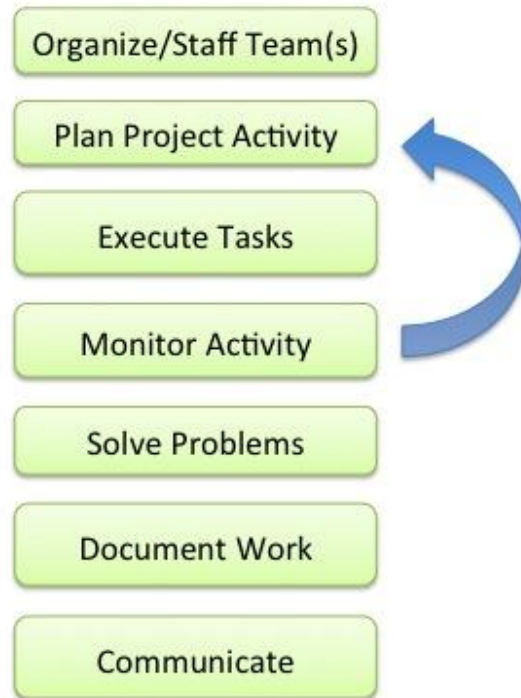 Organize/Staff Team(s)
Plan Project Activity
Execute Tasks
Monitor Activity
Solve Problems
Document Work
Communicate